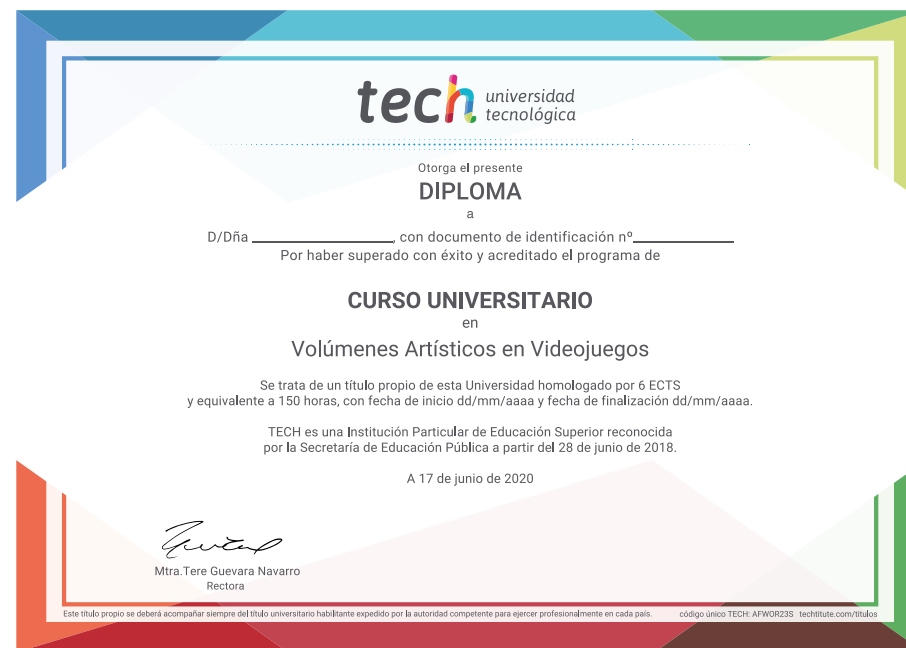 tech universidad
tecnológica
Otorga el presente
DIPLOMA
a
D/Dña ____________________, con documento de identificación nº______________
Por haber superado con éxito y acreditado el programa de
CURSO UNIVERSITARIO
en
Volúmenes Artísticos en Videojuegos
Se trata de un título propio de esta Universidad homologado por 6 ECTS
y equivalente a 150 horas, con fecha de inicio dd/mm/aaaa y fecha de finalización dd/mm/aaaa.
TECH es una Institución Particular de Educación Superior reconocida
por la Secretaría de Educación Pública a partir del 28 de junio de 2018.
A 17 de junio de 2020
Mtra.Tere Guevara Navarro
Rectora
Este título propio se deberá acompañar siempre del título universitario habilitante expedido por la autoridad competente para ejercer profesionalmente en cada país. código único TECH: AFWOR23S techtitute.com/títulos